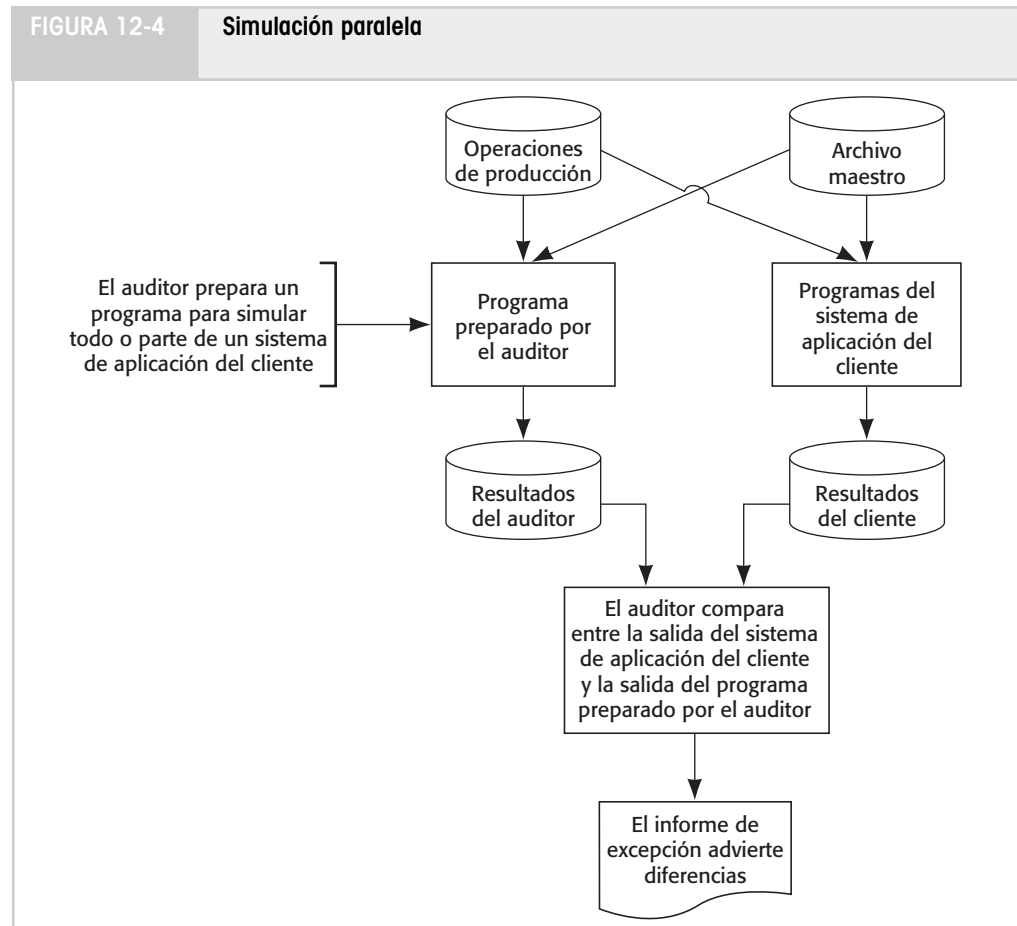 FIGURA 12-4
Simulación paralela
Operaciones
de producción
Archivo
maestro
El auditor prepara un
programa para simular
todo o parte de un sistema
de aplicación del cliente
Programa
preparado por
el auditor
Programas del
sistema de
aplicación del
cliente
Resultados
del auditor
Resultados
del cliente
El auditor compara
entre la salida del sistema
de aplicación del cliente
y la salida del programa
preparado por el auditor
El informe de
excepción advierte
diferencias